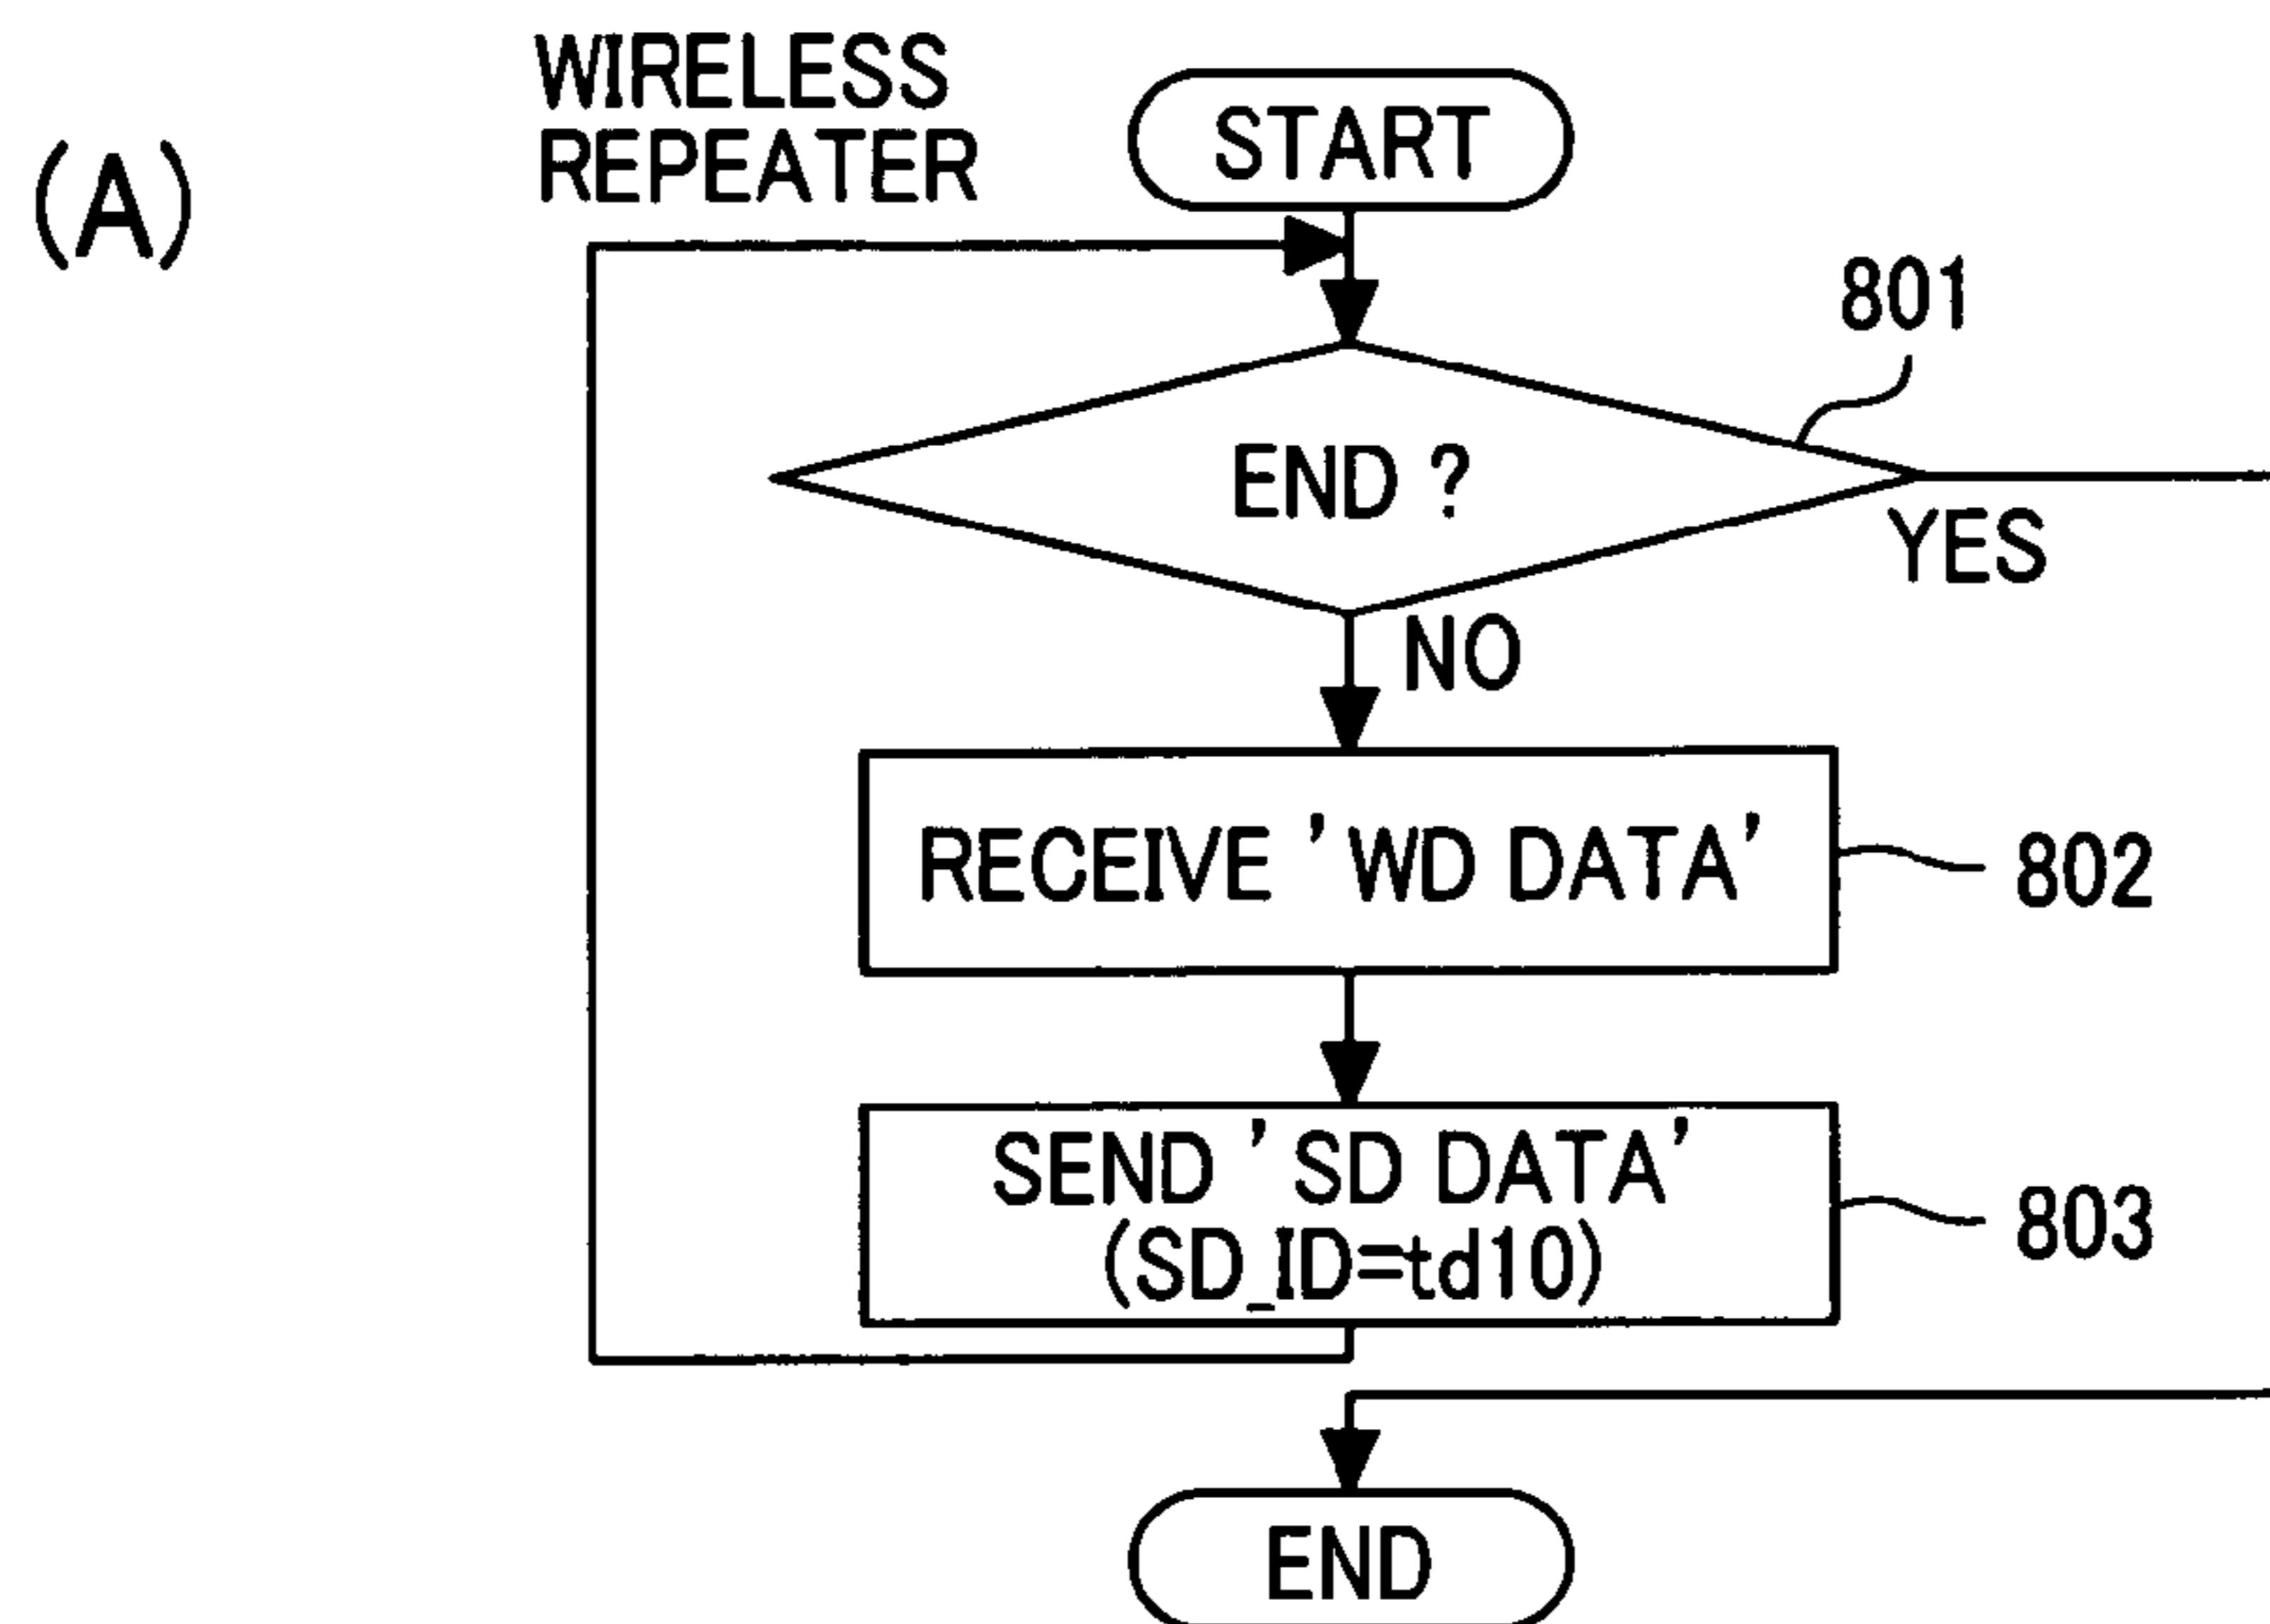 (A)
WIRELESS
REPEATER
START
801
END ?
YES
NO
RECEIVE 'WD DATA'
802
SEND 'SD DATA'
(SD_ID=td10)
803
END